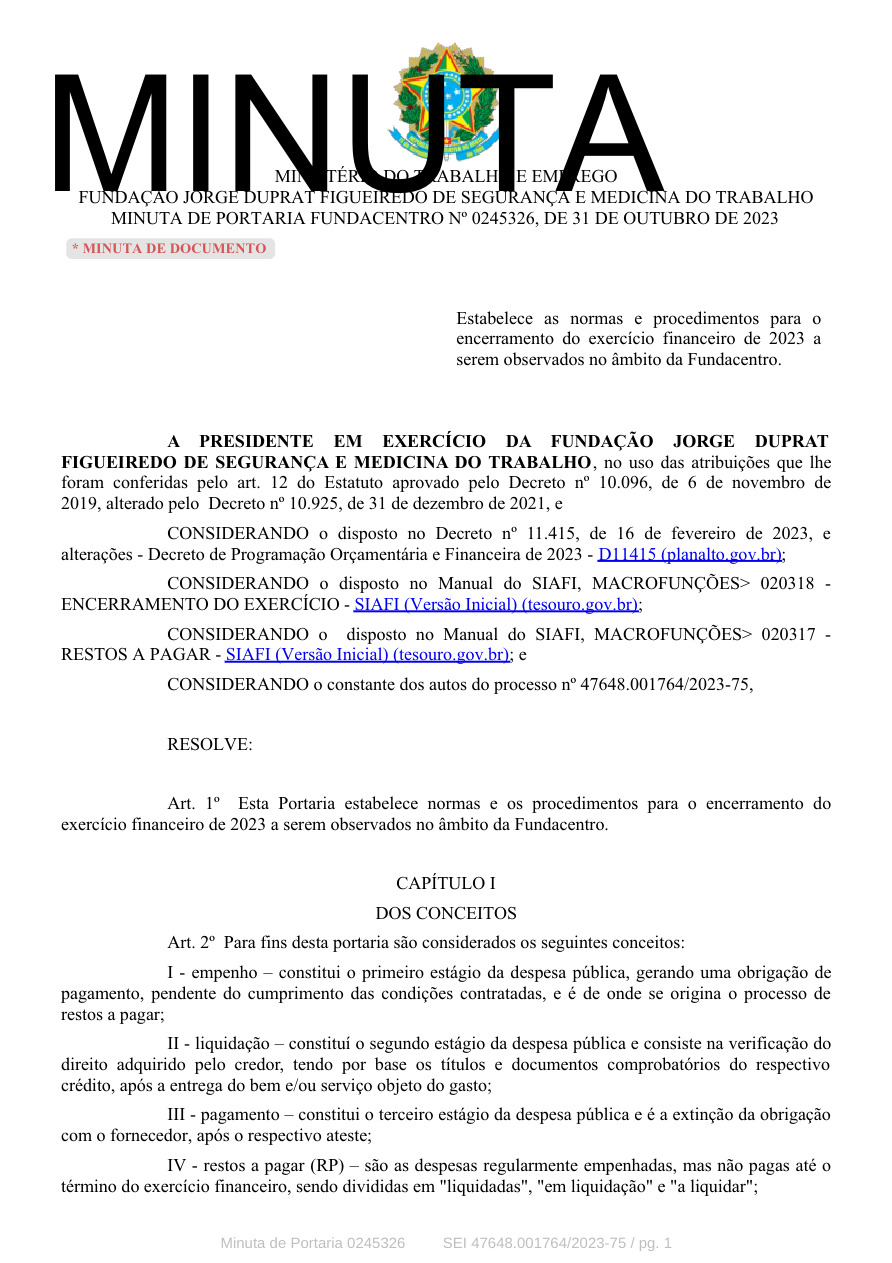 MINUTA
MINISTÉRIO DO TRABALHO E EMPREGO
FUNDAÇÃO JORGE DUPRAT FIGUEIREDO DE SEGURANÇA E MEDICINA DO TRABALHO
MINUTA DE PORTARIA FUNDACENTRO Nº 0245326, DE 31 DE OUTUBRO DE 2023
* MINUTA DE DOCUMENTO
Estabelece as normas e procedimentos para o
encerramento do exercício financeiro de 2023 a
serem observados no âmbito da Fundacentro.
A PRESIDENTE EM EXERCÍCIO DA FUNDAÇÃO JORGE DUPRAT
FIGUEIREDO DE SEGURANÇA E MEDICINA DO TRABALHO, no uso das atribuições que lhe
foram conferidas pelo art. 12 do Estatuto aprovado pelo Decreto nº 10.096, de 6 de novembro de
2019, alterado pelo Decreto nº 10.925, de 31 de dezembro de 2021, e
CONSIDERANDO o disposto no Decreto nº 11.415, de 16 de fevereiro de 2023, e
alterações - Decreto de Programação Orçamentária e Financeira de 2023 - D11415 (planalto.gov.br);
CONSIDERANDO o disposto no Manual do SIAFI, MACROFUNÇÕES> 020318 -
ENCERRAMENTO DO EXERCÍCIO - SIAFI (Versão Inicial) (tesouro.gov.br);
CONSIDERANDO o disposto no Manual do SIAFI, MACROFUNÇÕES> 020317 -
RESTOS A PAGAR - SIAFI (Versão Inicial) (tesouro.gov.br); e
CONSIDERANDO o constante dos autos do processo nº 47648.001764/2023-75,
RESOLVE:
Art. 1º Esta Portaria estabelece normas e os procedimentos para o encerramento do
exercício financeiro de 2023 a serem observados no âmbito da Fundacentro.
CAPÍTULO I
DOS CONCEITOS
Art. 2º Para fins desta portaria são considerados os seguintes conceitos:
I - empenho – constitui o primeiro estágio da despesa pública, gerando uma obrigação de
pagamento, pendente do cumprimento das condições contratadas, e é de onde se origina o processo de
restos a pagar;
II - liquidação – constituí o segundo estágio da despesa pública e consiste na verificação do
direito adquirido pelo credor, tendo por base os títulos e documentos comprobatórios do respectivo
crédito, após a entrega do bem e/ou serviço objeto do gasto;
III - pagamento – constitui o terceiro estágio da despesa pública e é a extinção da obrigação
com o fornecedor, após o respectivo ateste;
IV - restos a pagar (RP) – são as despesas regularmente empenhadas, mas não pagas até o
término do exercício financeiro, sendo divididas em "liquidadas", "em liquidação" e "a liquidar";
Minuta de Portaria 0245326 SEI 47648.001764/2023-75 / pg. 1